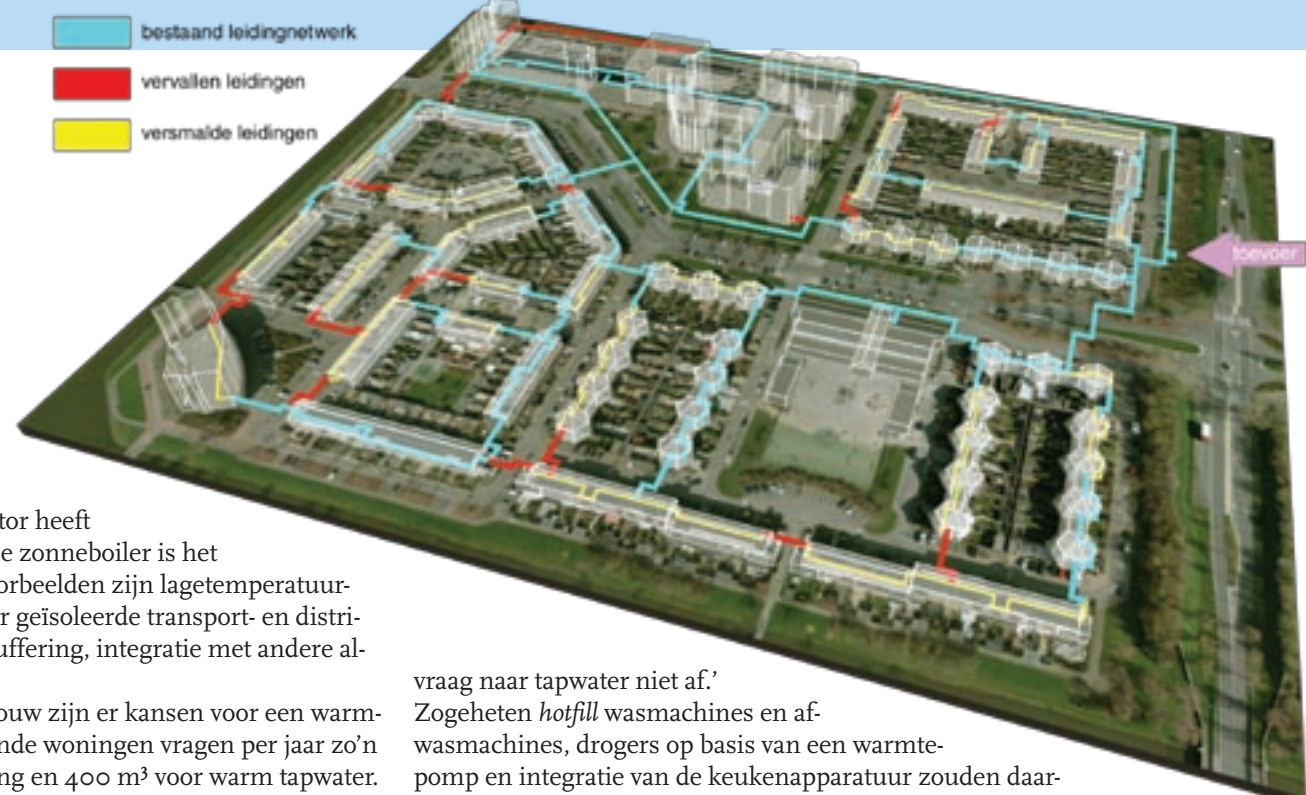 bestaand leidingnetwerk
vervallen leidingen
versmalde leidingen
toevoer
tor heeft
e zonneboiler is het
orbeelden zijn lagetemperatuur-
r geïsoleerde transport- en distri-
uffering, integratie met andere al-
ouw zijn er kansen voor een warm-
nde woningen vragen per jaar zo’n
ng en 400 m³ voor warm tapwater.
vraag naar tapwater niet af.’
Zogeheten hotfill wasmachines en af-
wasmachines, drogers op basis van een warmte-
pomp en integratie van de keukenapparatuur zouden daar-